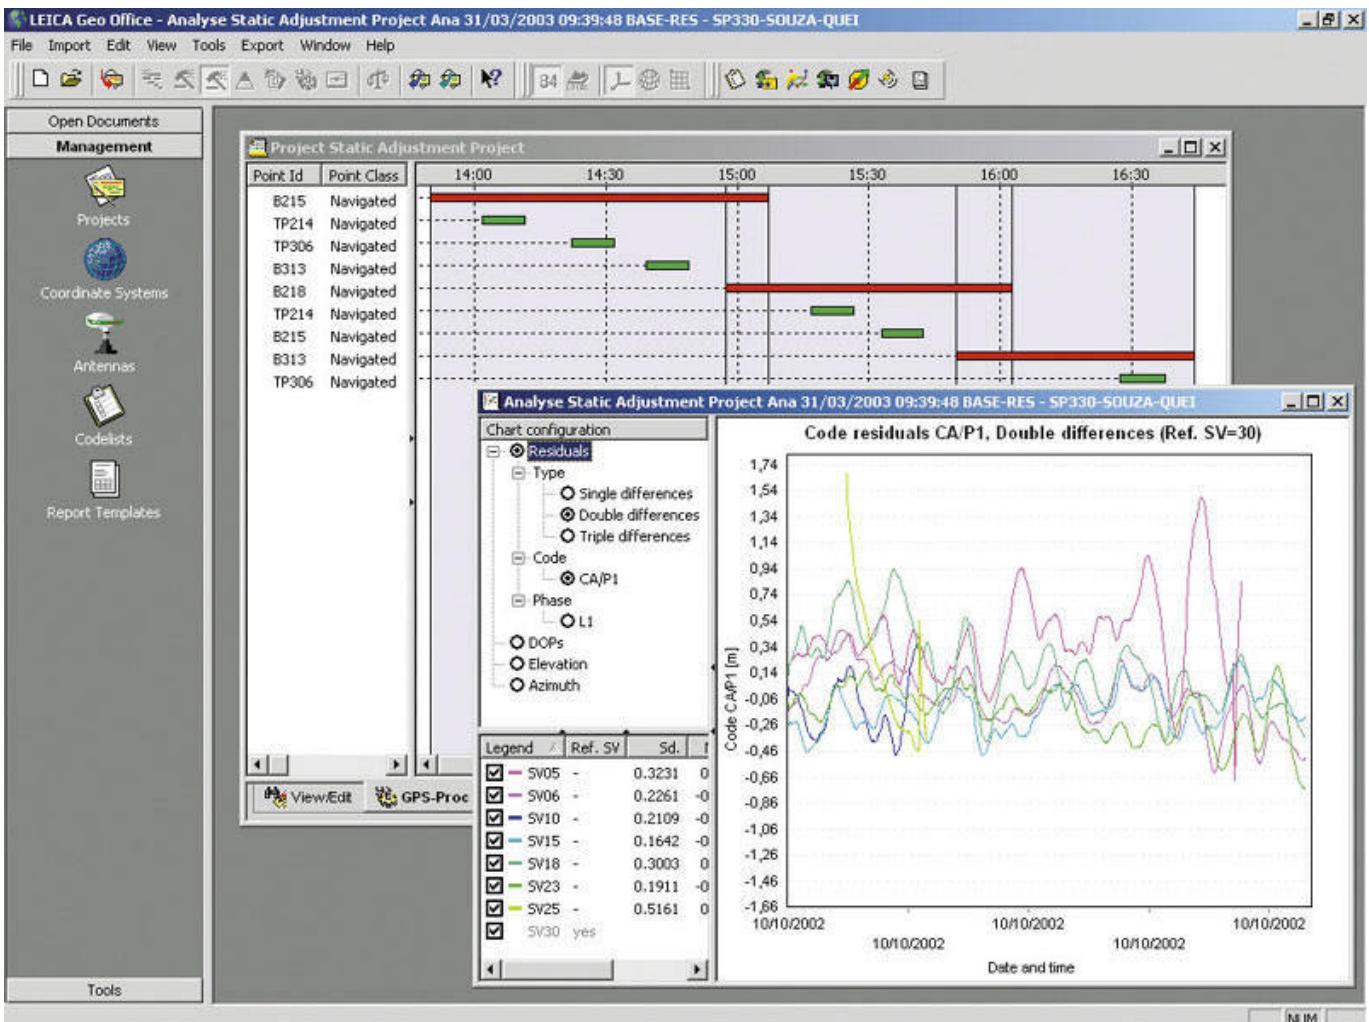 LEICA Geo Office - Analyse Static Adjustment Project Ana 31/03/2003 09:39:48 BASE-RES - SP330-SOUZA-QUEI
File Import Edit View Tools Export Window Help
84
Open Documents
Management
Projects
Coordinate Systems
Antennas
Codelists
Report Templates
Tools
Project Static Adjustment Project
Point Id Point Class 14:00 14:30 15:00 15:30 16:00 16:30
B215 Navigated
TP214 Navigated
TP306 Navigated
B313 Navigated
B218 Navigated
TP214 Navigated
B215 Navigated
B313 Navigated
TP306 Navigated
View/Edit GPS-Proc
Analyse Static Adjustment Project Ana 31/03/2003 09:39:48 BASE-RES - SP330-SOUZA-QUEI
Chart configuration
Residuals
Type
Single differences
Double differences
Triple differences
Code
CA/P1
Phase
L1
DOPs
Elevation
Azimuth
Legend Ref. SV Sd.
SV05 - 0.3231 0
SV06 - 0.2261 -0
SV10 - 0.2109 -0
SV15 - 0.1642 -0
SV18 - 0.3003 0
SV23 - 0.1911 -0
SV25 - 0.5161 0
SV30 yes
Code residuals CA/P1, Double differences (Ref. SV=30)
Code CA/P1 [m]
1,74
1,54
1,34
1,14
0,94
0,74
0,54
0,34
0,14
-0,06
-0,26
-0,46
-0,66
-0,86
-1,06
-1,26
-1,46
-1,66
10/10/2002 10/10/2002 10/10/2002
10/10/2002 10/10/2002
Date and time
NUM